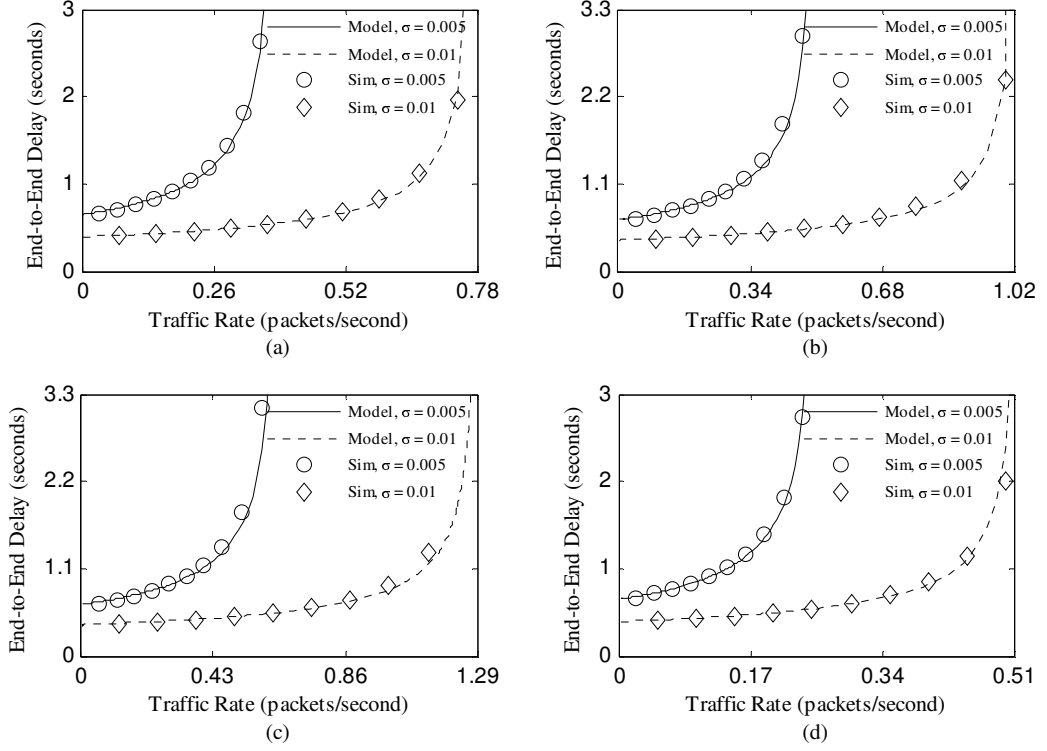 3
2
1
0
End-to-End Delay (seconds)
Model, σ = 0.005
Model, σ = 0.01
Sim, σ = 0.005
Sim, σ = 0.01
0 0.26 0.52 0.78
Traffic Rate (packets/second)
(a)
3.3
2.2
1.1
0
End-to-End Delay (seconds)
Model, σ = 0.005
Model, σ = 0.01
Sim, σ = 0.005
Sim, σ = 0.01
0 0.34 0.68 1.02
Traffic Rate (packets/second)
(b)
3.3
2.2
1.1
0
End-to-End Delay (seconds)
Model, σ = 0.005
Model, σ = 0.01
Sim, σ = 0.005
Sim, σ = 0.01
0 0.43 0.86 1.29
Traffic Rate (packets/second)
(c)
3
2
1
0
End-to-End Delay (seconds)
Model, σ = 0.005
Model, σ = 0.01
Sim, σ = 0.005
Sim, σ = 0.01
0 0.17 0.34 0.51
Traffic Rate (packets/second)
(d)